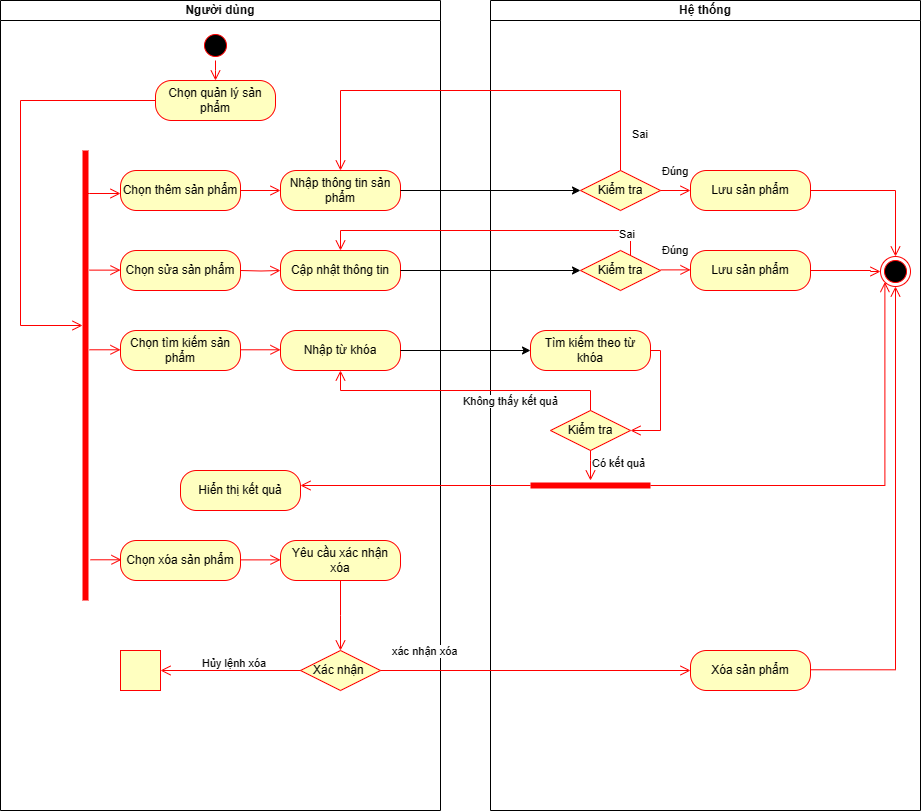 Người dùng
Hệ thống
Chọn quản lý sản
phẩm
Sai
Chọn thêm sản phẩm
Nhập thông tin sản
phẩm
Kiểm tra
Đúng
Lưu sản phẩm
Sai
Chọn sửa sản phẩm
Cập nhật thông tin
Kiểm tra
Đúng
Lưu sản phẩm
Chọn tìm kiếm sản
phẩm
Nhập từ khóa
Tìm kiếm theo từ
khóa
Không thấy kết quả
Kiểm tra
Có kết quả
Hiển thị kết quả
Chọn xóa sản phẩm
Yêu cầu xác nhận
xóa
Hủy lệnh xóa
Xác nhận
xác nhận xóa
Xóa sản phẩm